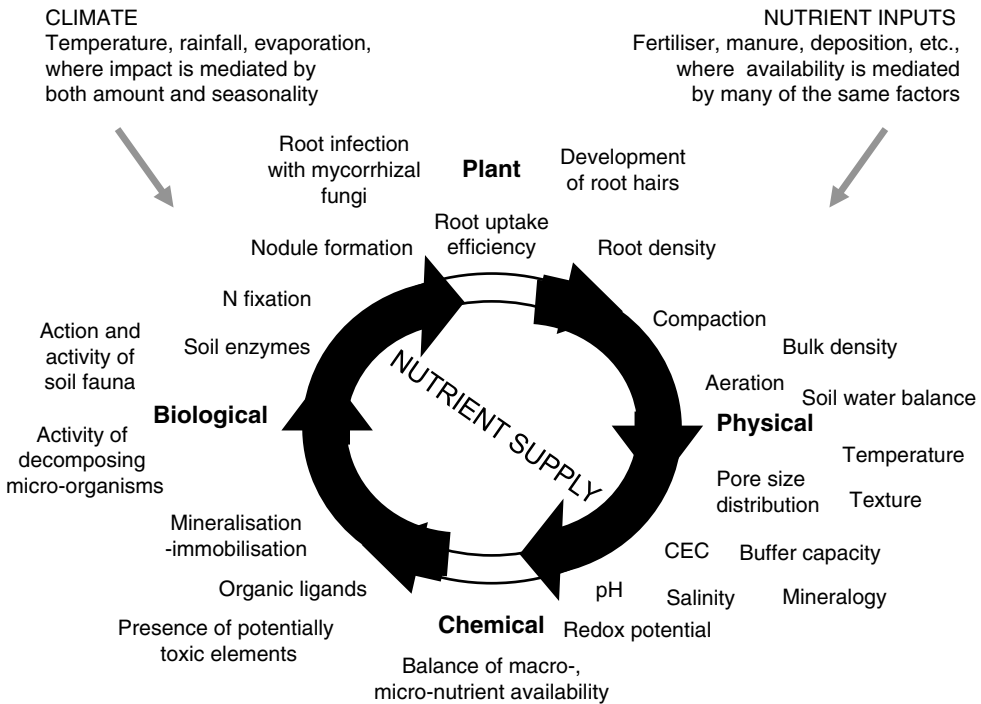 CLIMATE
Temperature, rainfall, evaporation,
where impact is mediated by
both amount and seasonality
NUTRIENT INPUTS
Fertiliser, manure, deposition, etc.,
where availability is mediated
by many of the same factors
Root infection
with mycorrhizal
fungi
Plant
Development
of root hairs
Root uptake
efficiency
Nodule formation
Root density
N fixation
Compaction
Action and
activity of
soil fauna
Soil enzymes
Bulk density
Aeration
Soil water balance
NUTRIENT SUPPLY
Biological
Physical
Activity of
decomposing
micro-organisms
Temperature
Pore size
distribution
Texture
Mineralisation
-immobilisation
CEC
Buffer capacity
Organic ligands
pH
Salinity
Mineralogy
Presence of potentially
toxic elements
Chemical
Redox potential
Balance of macro-,
micro-nutrient availability